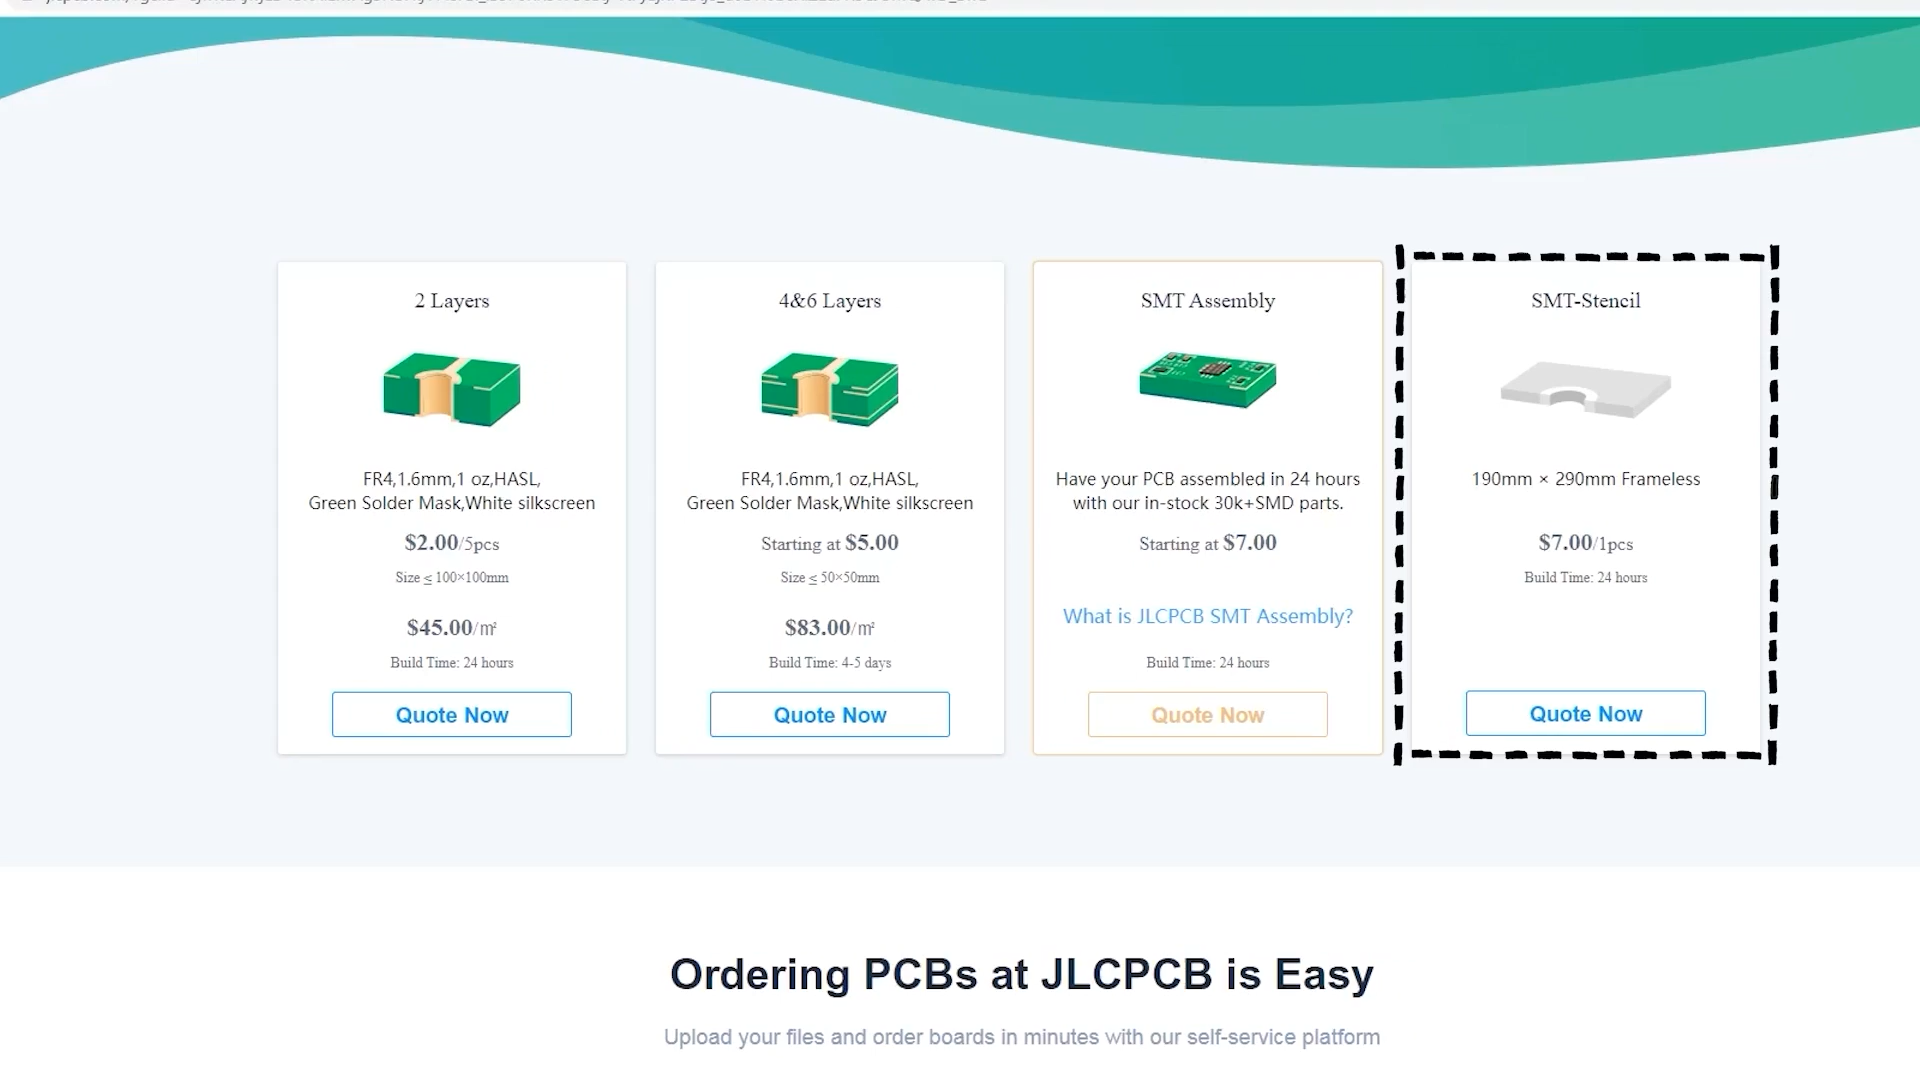 2 Layers
FR4,1.6mm,1 oz,HASL,
Green Solder Mask,White silkscreen
$2.00/5pcs
Size ≤ 100×100mm
$45.00/㎡
Build Time: 24 hours
Quote Now
4&6 Layers
FR4,1.6mm,1 oz,HASL,
Green Solder Mask,White silkscreen
Starting at $5.00
Size ≤ 50×50mm
$83.00/㎡
Build Time: 4-5 days
Quote Now
SMT Assembly
Have your PCB assembled in 24 hours
with our in-stock 30k+SMD parts.
Starting at $7.00
What is JLCPCB SMT Assembly?
Build Time: 24 hours
Quote Now
SMT-Stencil
190mm × 290mm Frameless
$7.00/1pcs
Build Time: 24 hours
Quote Now
Ordering PCBs at JLCPCB is Easy
Upload your files and order boards in minutes with our self-service platform